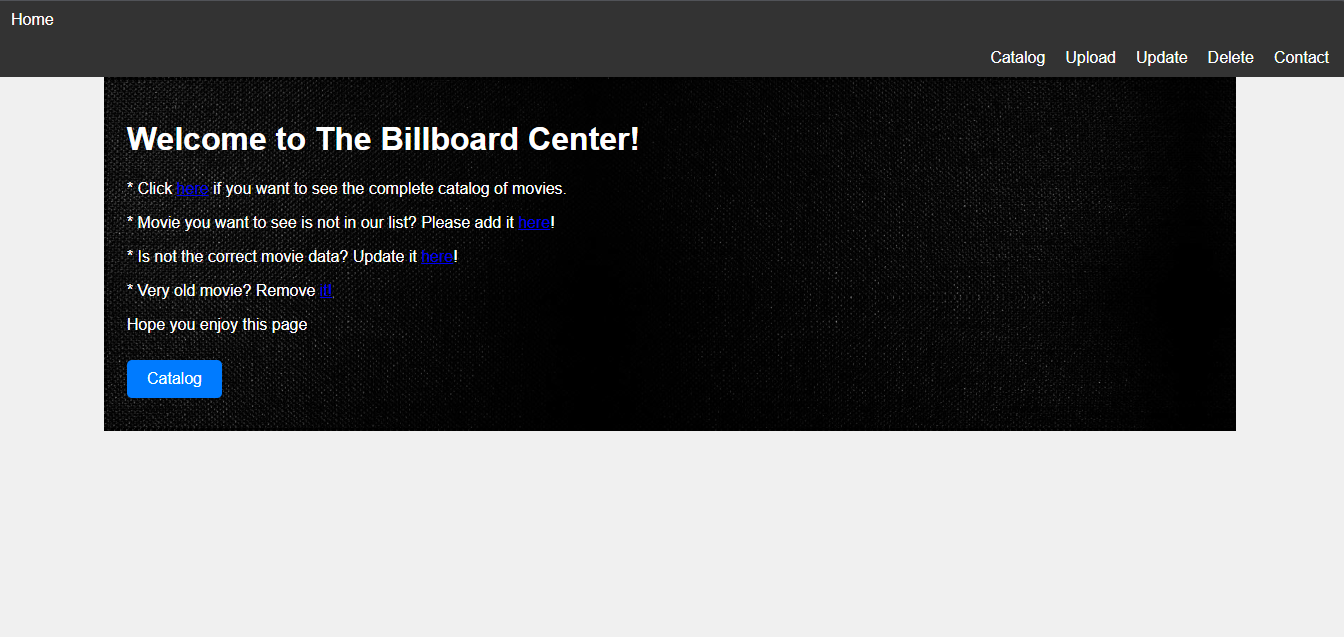 Home
Catalog Upload Update Delete Contact
Welcome to The Billboard Center!
* Click here if you want to see the complete catalog of movies.
* Movie you want to see is not in our list? Please add it here!
* Is not the correct movie data? Update it here!
* Very old movie? Remove it!
Hope you enjoy this page
Catalog